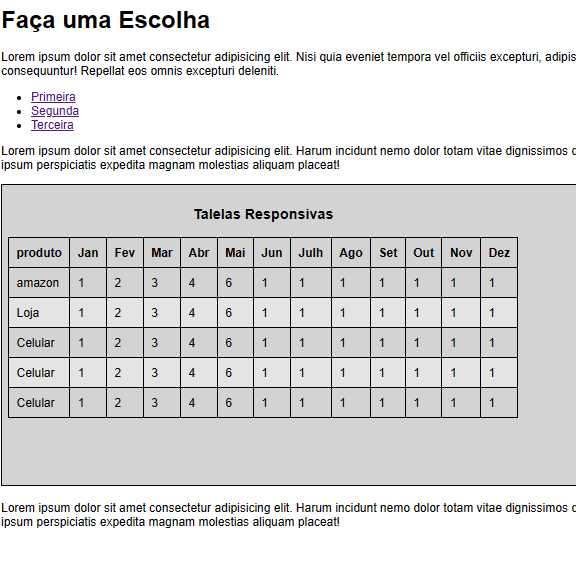 Faça uma Escolha
Lorem ipsum dolor sit amet consectetur adipisicing elit. Nisi quia eveniet tempora vel officiis excepturi, adipis
consequuntur! Repellat eos omnis excepturi deleniti.
Primeira
Segunda
Terceira
Lorem ipsum dolor sit amet consectetur adipisicing elit. Harum incidunt nemo dolor totam vitae dignissimos
ipsum perspiciatis expedita magnam molestias aliquam placeat!
Talelas Responsivas
produto Jan Fev Mar Abr Mai Jun Julh Ago Set Out Nov Dez
amazon 1 2 3 4 6 1 1 1 1 1 1 1
Loja 1 2 3 4 6 1 1 1 1 1 1 1
Celular 1 2 3 4 6 1 1 1 1 1 1 1
Celular 1 2 3 4 6 1 1 1 1 1 1 1
Celular 1 2 3 4 6 1 1 1 1 1 1 1
Lorem ipsum dolor sit amet consectetur adipisicing elit. Harum incidunt nemo dolor totam vitae dignissimos
ipsum perspiciatis expedita magnam molestias aliquam placeat!